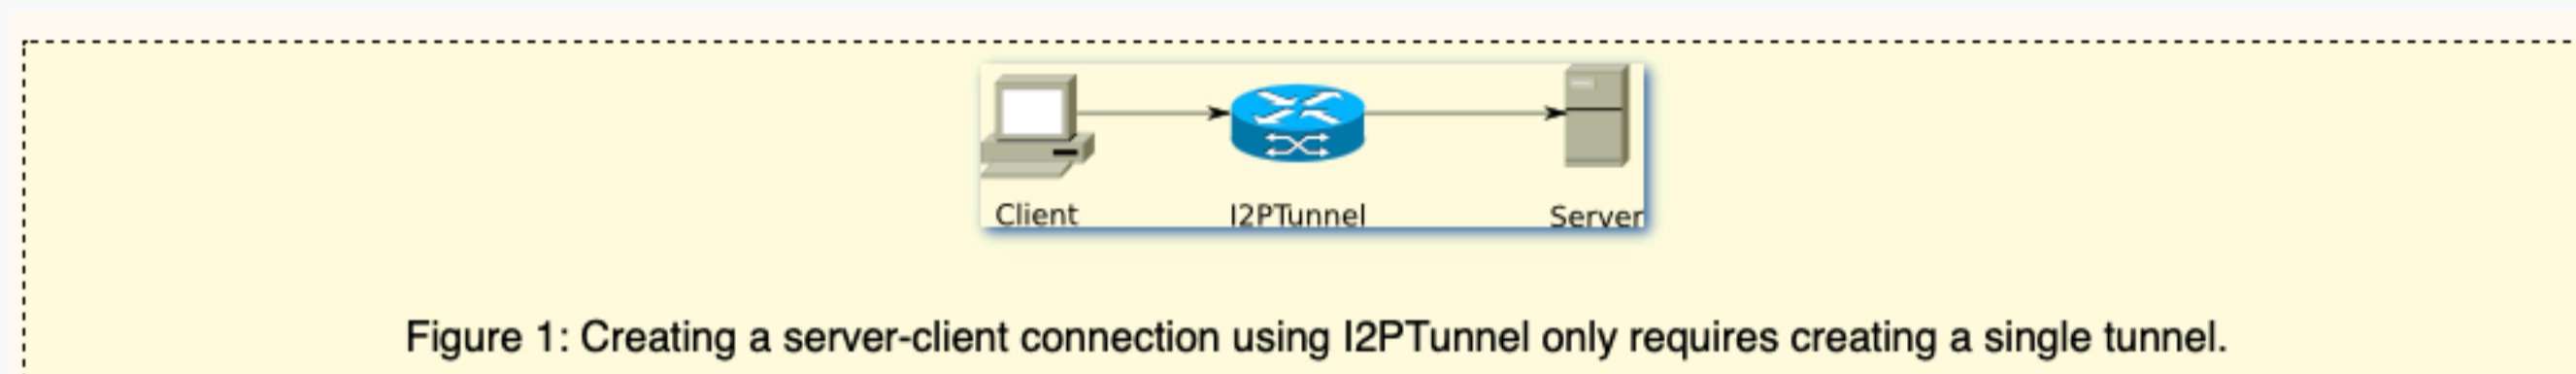 Client I2PTunnel Server
Figure 1: Creating a server-client connection using I2PTunnel only requires creating a single tunnel.